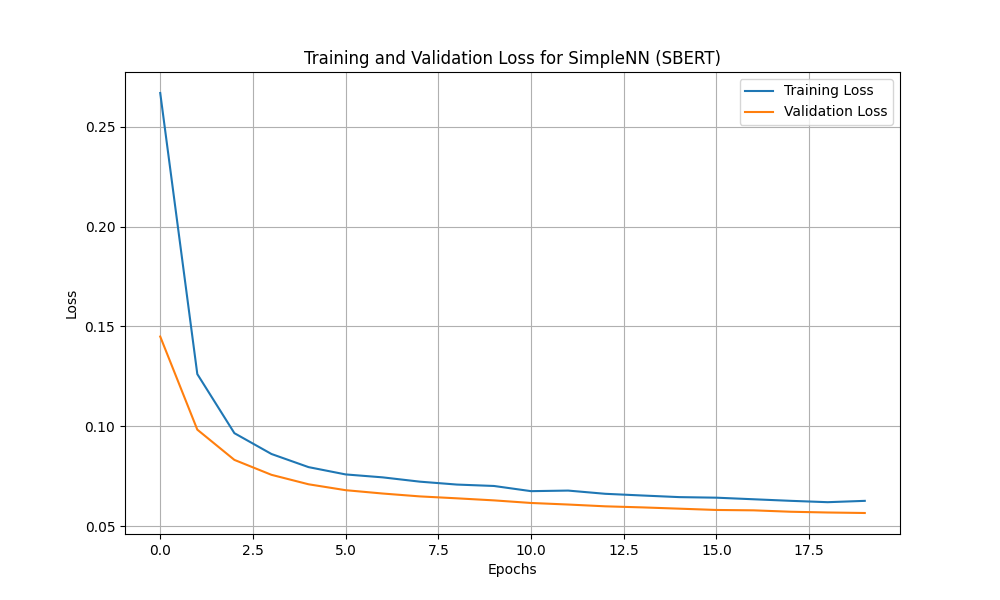 Training and Validation Loss for SimpleNN (SBERT)
Training Loss
Validation Loss
0.25
0.20
0.15
0.10
0.05
Loss
0.0 2.5 5.0 7.5 10.0 12.5 15.0 17.5
Epochs